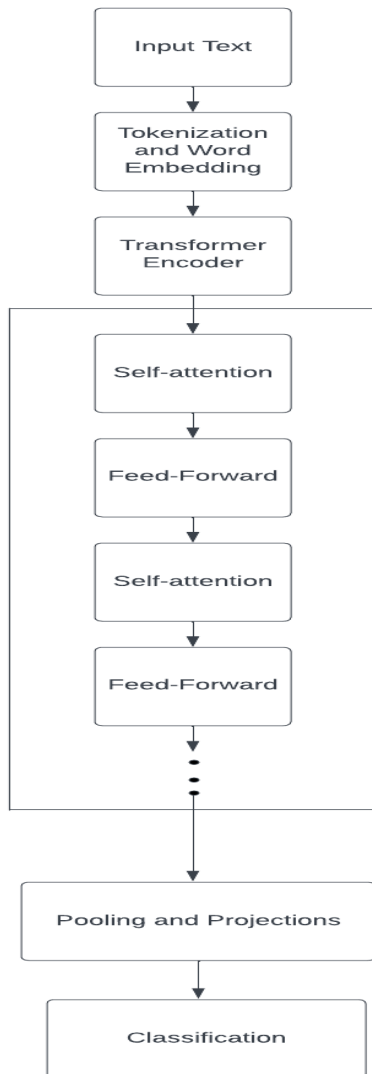 Input Text
Tokenization
and Word
Embedding
Transformer
Encoder
Self-attention
Feed-Forward
Self-attention
Feed-Forward
Pooling and Projections
Classification